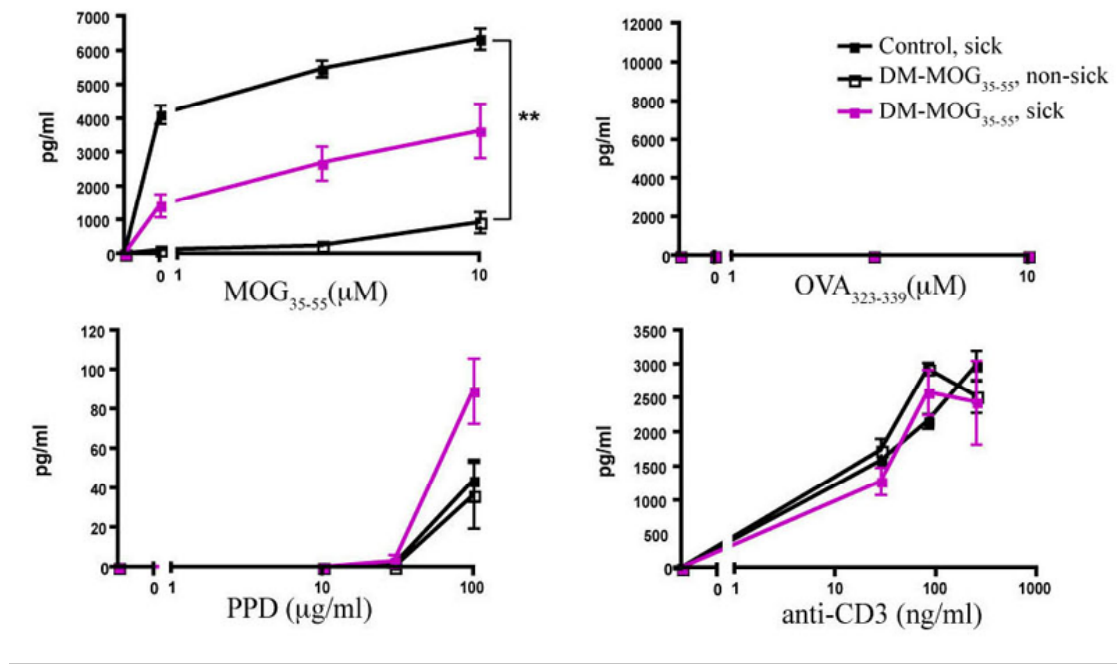 7000
6000
5000
4000
3000
2000
1000
0
pg/ml
0 1 10
MOG35-55(μM)
**
12000
10000
8000
6000
4000
2000
0
pg/ml
0 1 10
OVA323-339(μM)
Control, sick
DM-MOG35-55, non-sick
DM-MOG35-55, sick
120
100
80
60
40
20
0
pg/ml
0 1 10 100
PPD (μg/ml)
3500
3000
2500
2000
1500
1000
500
0
pg/ml
0 1 10 100 1000
anti-CD3 (ng/ml)